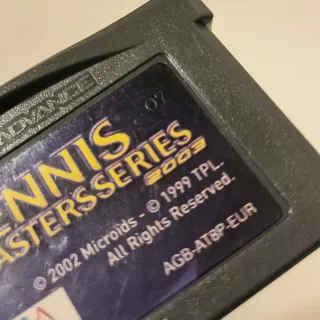 ADVANCE
07
ENNIS
ASTERSSERIES
2003
© 2002 Microïds - © 1999 TPL.
All Rights Reserved.
AGB-AT8P-EUR